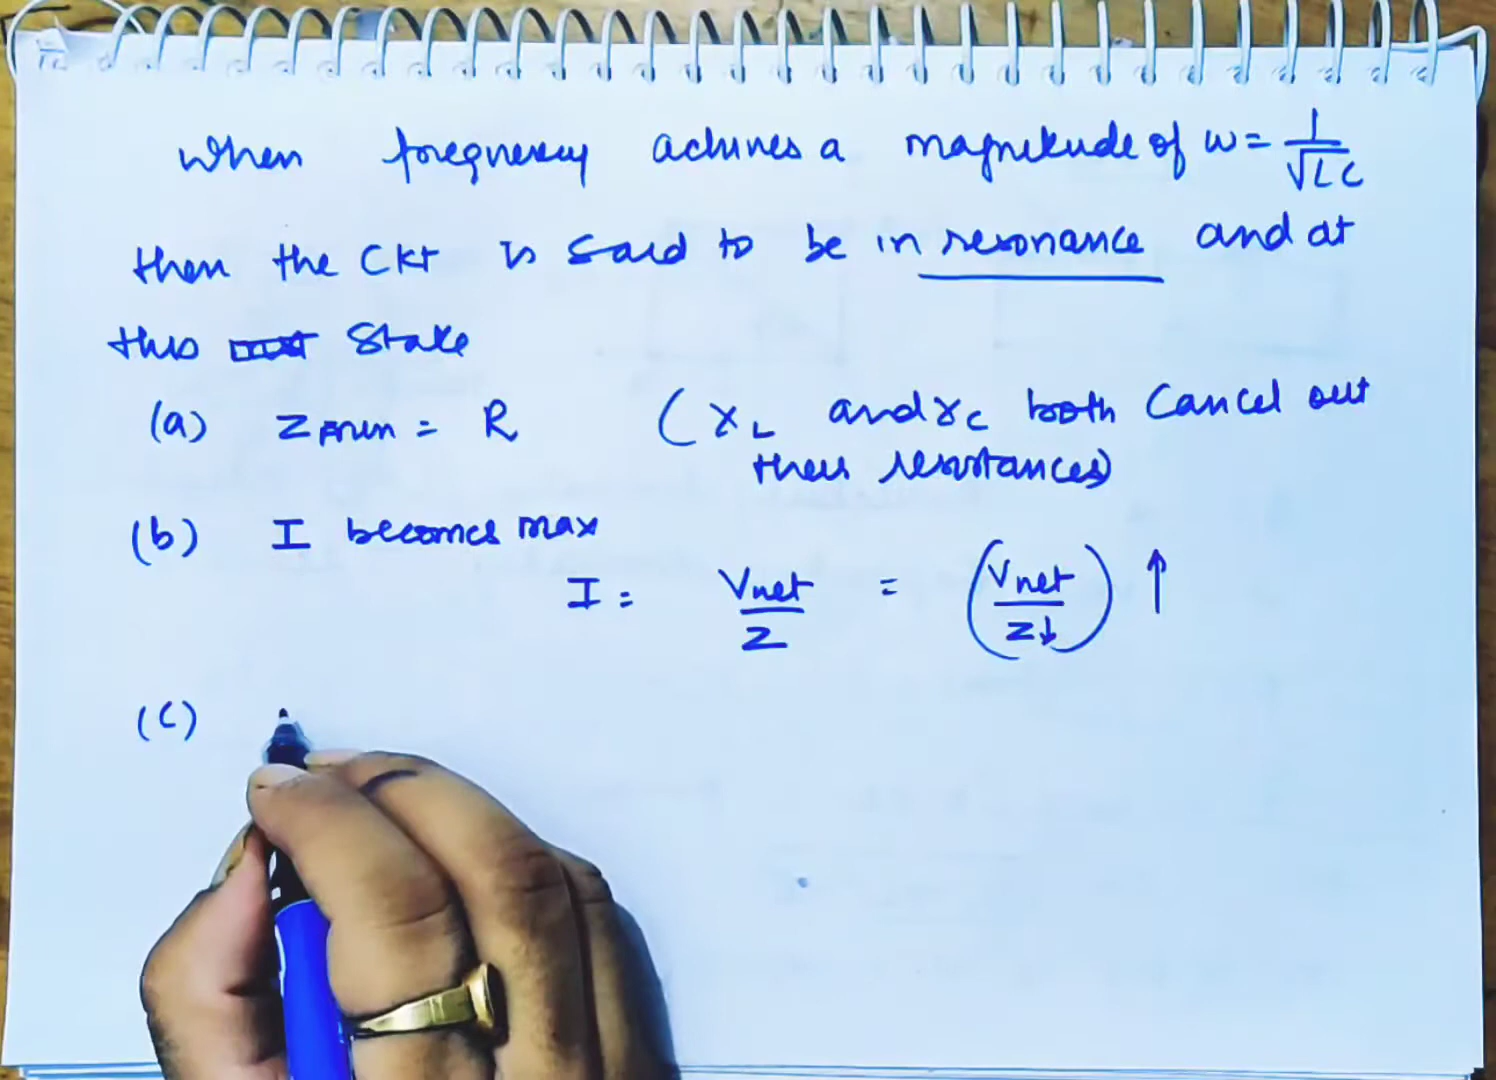 when frequency achives a magnitude of ω = 1/√LC
then the Ckt is said to be in resonance and at
this state
(a) Zmin = R (XL and XC both Cancel out
their resistances)
(b) I becomes max
I = Vnet/Z = (Vnet/Z↓) ↑
(C)